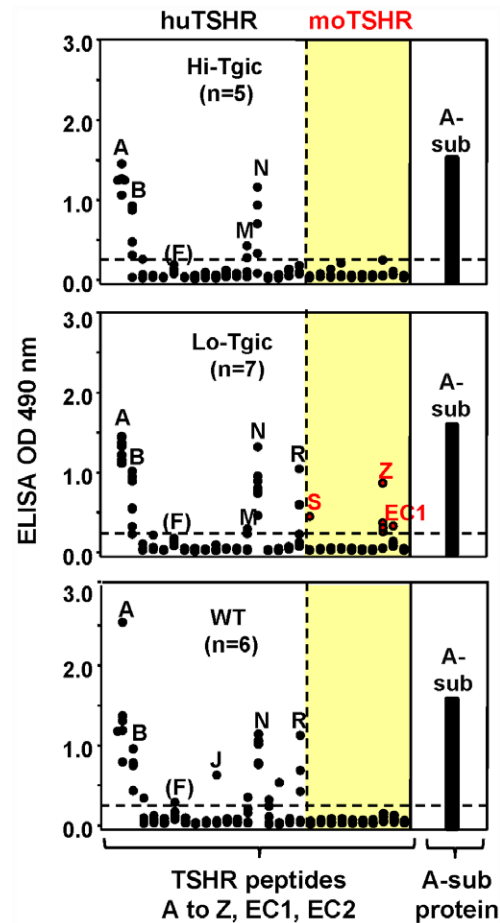 huTSHR moTSHR
3.0
2.0
1.0
0.0
Hi-Tgic
(n=5)
A
B
(F)
M
N
A-
sub
3.0
2.0
1.0
0.0
Lo-Tgic
(n=7)
A
B
(F)
M
N
R
S
Z
EC1
A-
sub
3.0
2.0
1.0
0.0
WT
(n=6)
A
B
(F)
J
N
R
A-
sub
ELISA OD 490 nm
TSHR peptides
A to Z, EC1, EC2
A-sub
protein